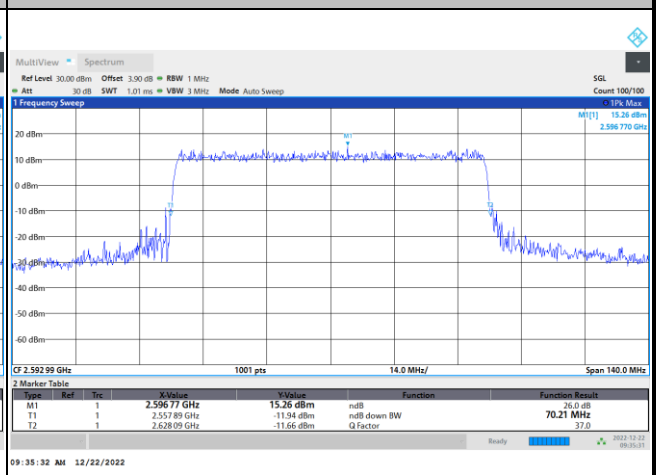 MultiView Spectrum
Ref Level 30.00 dBm Offset 3.90 dB RBW 1 MHz SGL
Att 30 dB SWT 1.01 ms VBW 3 MHz Mode Auto Sweep Count 100/100
1 Frequency Sweep 1Pk Max
M1[1] 15.26 dBm
2.596 770 GHz
M1
20 dBm
10 dBm
0 dBm
T1 T2
-10 dBm
-20 dBm
-30 dBm
-40 dBm
-50 dBm
-60 dBm
CF 2.592 99 GHz 1001 pts 14.0 MHz/ Span 140.0 MHz
2 Marker Table
Type Ref Trc X-Value Y-Value Function Function Result
M1 1 2.596 77 GHz 15.26 dBm ndB 26.0 dB
T1 1 2.557 89 GHz -11.94 dBm ndB down BW 70.21 MHz
T2 1 2.628 09 GHz -11.66 dBm Q Factor 37.0
Ready 2022-12-22
09:35:31
09:35:32 AM 12/22/2022